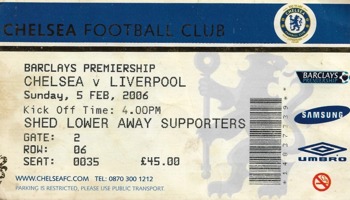 CHELSEA FOOTBALL CLUB
BARCLAYS PREMIERSHIP
CHELSEA v LIVERPOOL
Sunday, 5 FEB, 2006
Kick Off Time: 4.00PM
SHED LOWER AWAY SUPPORTERS
GATE: 2
ROW: 06
SEAT: 0035 £45.00
WWW.CHELSEAFC.COM TEL: 0870 300 1212
PARKING IS RESTRICTED, PLEASE USE PUBLIC TRANSPORT.
BARCLAYS
PREMIERSHIP
SAMSUNG
UMBRO